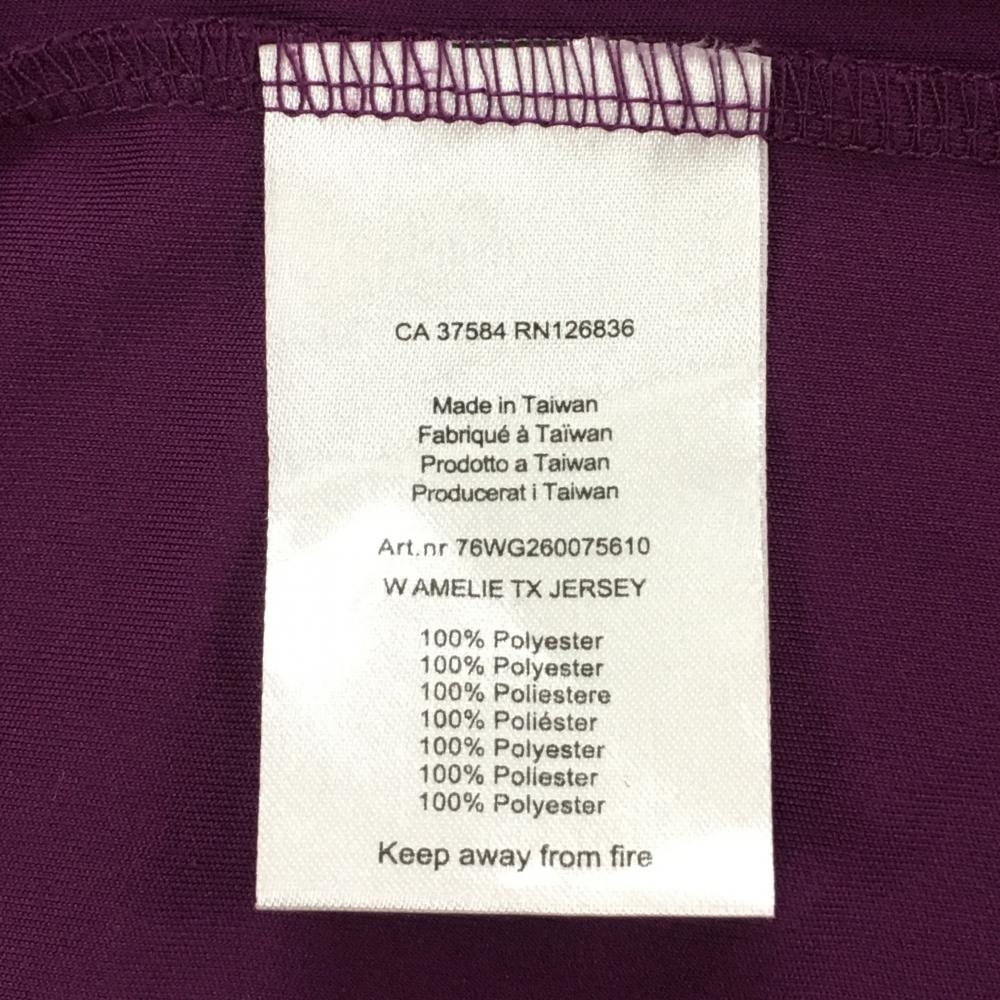 CA 37584 RN126836
Made in Taiwan
Fabriqué à Taïwan
Prodotto a Taiwan
Producerat i Taiwan
Art.nr 76WG260075610
W AMELIE TX JERSEY
100% Polyester
100% Polyester
100% Poliestere
100% Poliéster
100% Polyester
100% Poliester
100% Polyester
Keep away from fire